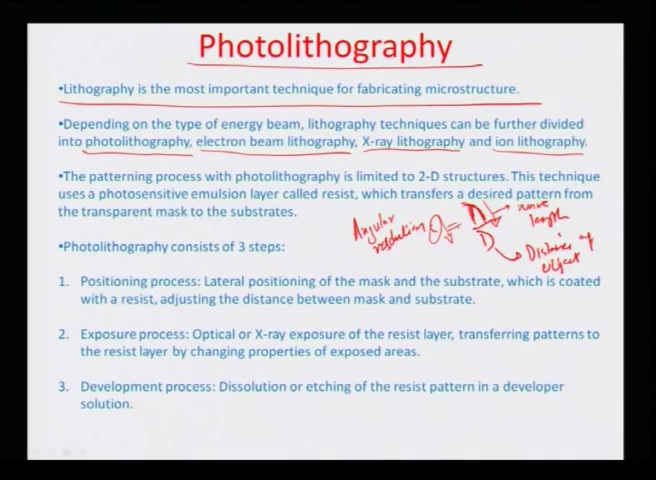 Photolithography
•Lithography is the most important technique for fabricating microstructure.
•Depending on the type of energy beam, lithography techniques can be further divided
into photolithography, electron beam lithography, X-ray lithography and ion lithography.
•The patterning process with photolithography is limited to 2-D structures. This technique
uses a photosensitive emulsion layer called resist, which transfers a desired pattern from
the transparent mask to the substrates.
Angular
resolution θ =
λ
D
wave
length
Distance of
object
•Photolithography consists of 3 steps:
1. Positioning process: Lateral positioning of the mask and the substrate, which is coated
with a resist, adjusting the distance between mask and substrate.
2. Exposure process: Optical or X-ray exposure of the resist layer, transferring patterns to
the resist layer by changing properties of exposed areas.
3. Development process: Dissolution or etching of the resist pattern in a developer
solution.